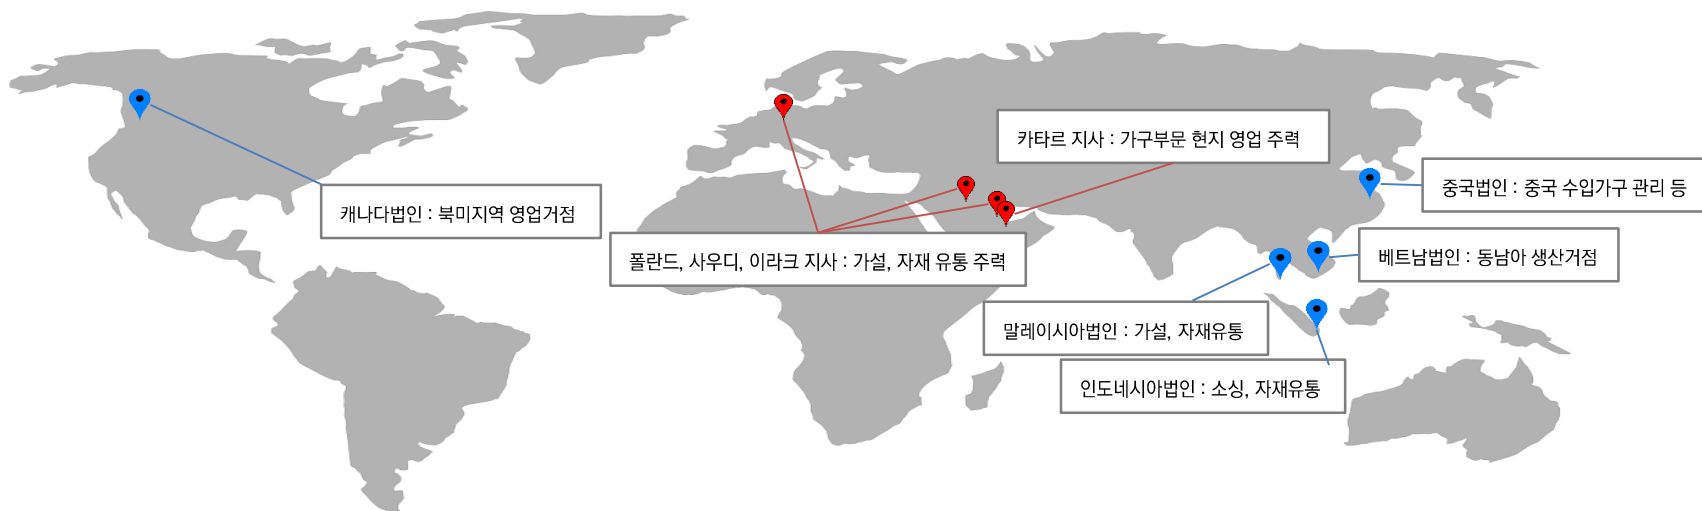 카타르 지사 : 가구부문 현지 영업 주력
중국법인 : 중국 수입가구 관리 등
캐나다법인 : 북미지역 영업거점
폴란드, 사우디, 이라크 지사 : 가설, 자재 유통 주력
베트남법인 : 동남아 생산거점
말레이시아법인 : 가설, 자재유통
인도네시아법인 : 소싱, 자재유통